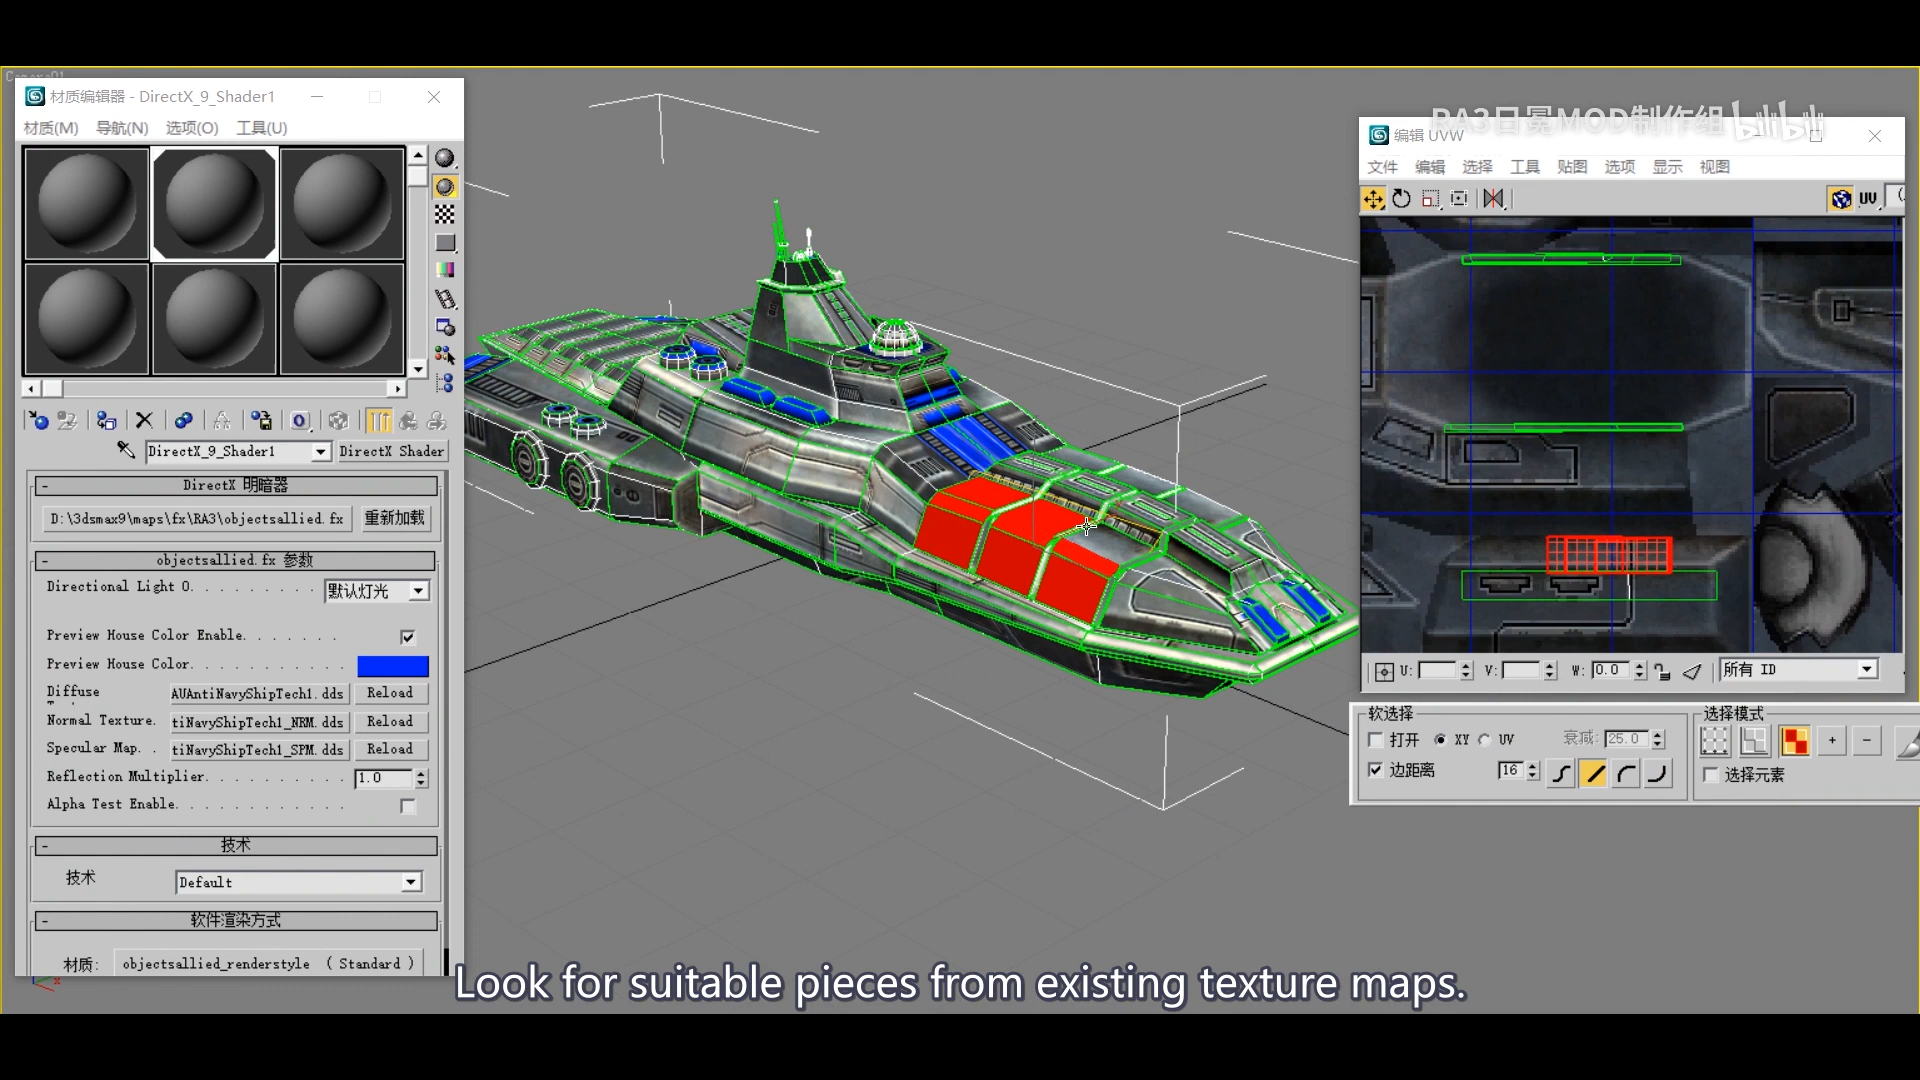 材质编辑器 - DirectX_9_Shader1
材质(M) 导航(N) 选项(O) 工具(U)
DirectX_9_Shader1 DirectX Shader
- DirectX 明暗器
D:\3dsmax9\maps\fx\RA3\objectsallied.fx 重新加载
- objectsallied.fx 参数
Directional Light 0. . . . . . . . 默认灯光
Preview House Color Enable. . . . . . .
Preview House Color. . . . . . . . . . .
Diffuse AUAntiNavyShipTech1.dds Reload
Normal Texture. tiNavyShipTech1_NRM.dds Reload
Specular Map. . tiNavyShipTech1_SPM.dds Reload
Reflection Multiplier. . . . . . . . . . 1.0
Alpha Test Enable. . . . . . . . . . . .
- 技术
技术 Default
- 软件渲染方式
材质: objectsallied_renderstyle ( Standard )
RA3日冕MOD制作组 bilibili
编辑 UVW
文件 编辑 选择 工具 贴图 选项 显示 视图
UV
U: V: W: 0.0 所有 ID
软选择 选择模式
打开 XY UV 衰减: 25.0 + -
边距离 16 选择元素
Look for suitable pieces from existing texture maps.